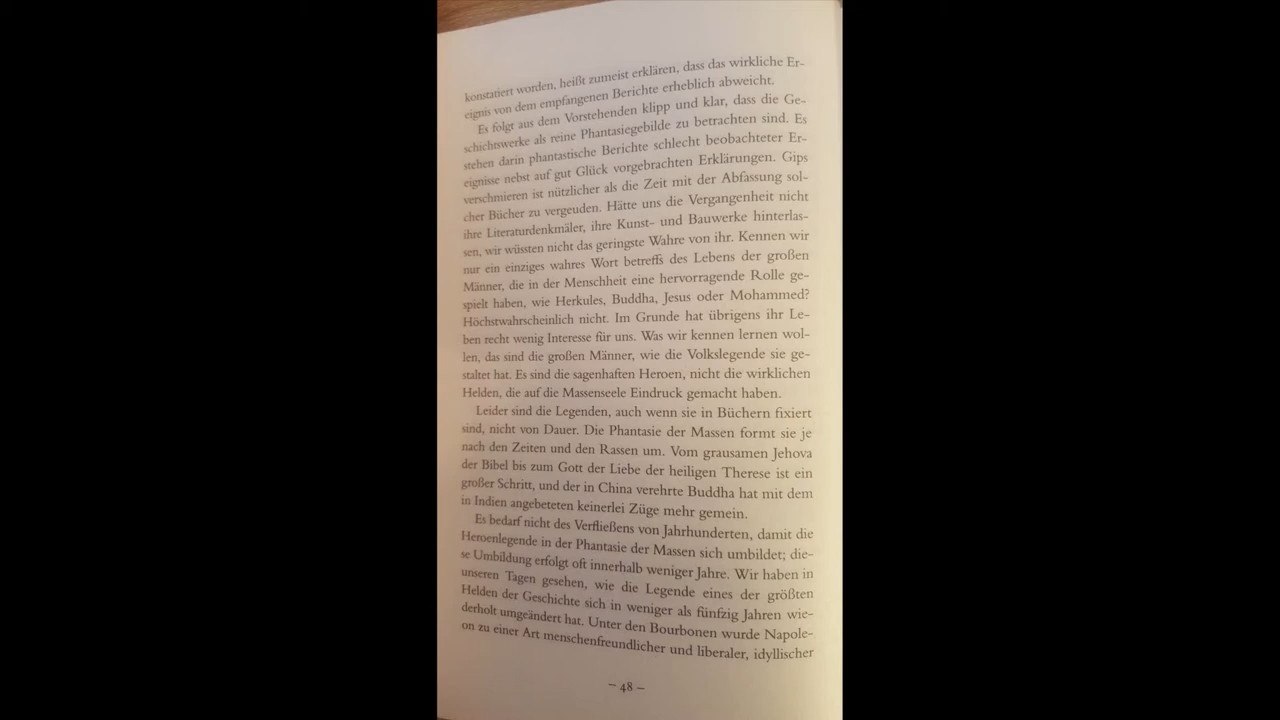 konstatiert worden, heißt zumeist erklären, dass das wirkliche Er-
eignis von dem empfangenen Berichte erheblich abweicht.
Es folgt aus dem Vorstehenden klipp und klar, dass die Ge-
schichtswerke als reine Phantasiegebilde zu betrachten sind. Es
stehen darin phantastische Berichte schlecht beobachteter Er-
eignisse nebst auf gut Glück vorgebrachten Erklärungen. Gips
verschmieren ist nützlicher als die Zeit mit der Abfassung sol-
cher Bücher zu vergeuden. Hätte uns die Vergangenheit nicht
ihre Literaturdenkmäler, ihre Kunst- und Bauwerke hinterlas-
sen, wir wüssten nicht das geringste Wahre von ihr. Kennen wir
nur ein einziges wahres Wort betreffs des Lebens der großen
Männer, die in der Menschheit eine hervorragende Rolle ge-
spielt haben, wie Herkules, Buddha, Jesus oder Mohammed?
Höchstwahrscheinlich nicht. Im Grunde hat übrigens ihr Le-
ben recht wenig Interesse für uns. Was wir kennen lernen wol-
len, das sind die großen Männer, wie die Volkslegende sie ge-
staltet hat. Es sind die sagenhaften Heroen, nicht die wirklichen
Helden, die auf die Massenseele Eindruck gemacht haben.
Leider sind die Legenden, auch wenn sie in Büchern fixiert
sind, nicht von Dauer. Die Phantasie der Massen formt sie je
nach den Zeiten und den Rassen um. Vom grausamen Jehova
der Bibel bis zum Gott der Liebe der heiligen Therese ist ein
großer Schritt, und der in China verehrte Buddha hat mit dem
in Indien angebeteten keinerlei Züge mehr gemein.
Es bedarf nicht des Verfließens von Jahrhunderten, damit die
Heroenlegende in der Phantasie der Massen sich umbildet; die-
se Umbildung erfolgt oft innerhalb weniger Jahre. Wir haben in
unseren Tagen gesehen, wie die Legende eines der größten
Helden der Geschichte sich in weniger als fünfzig Jahren wie-
derholt umgeändert hat. Unter den Bourbonen wurde Napole-
on zu einer Art menschenfreundlicher und liberaler, idyllischer
– 48 –